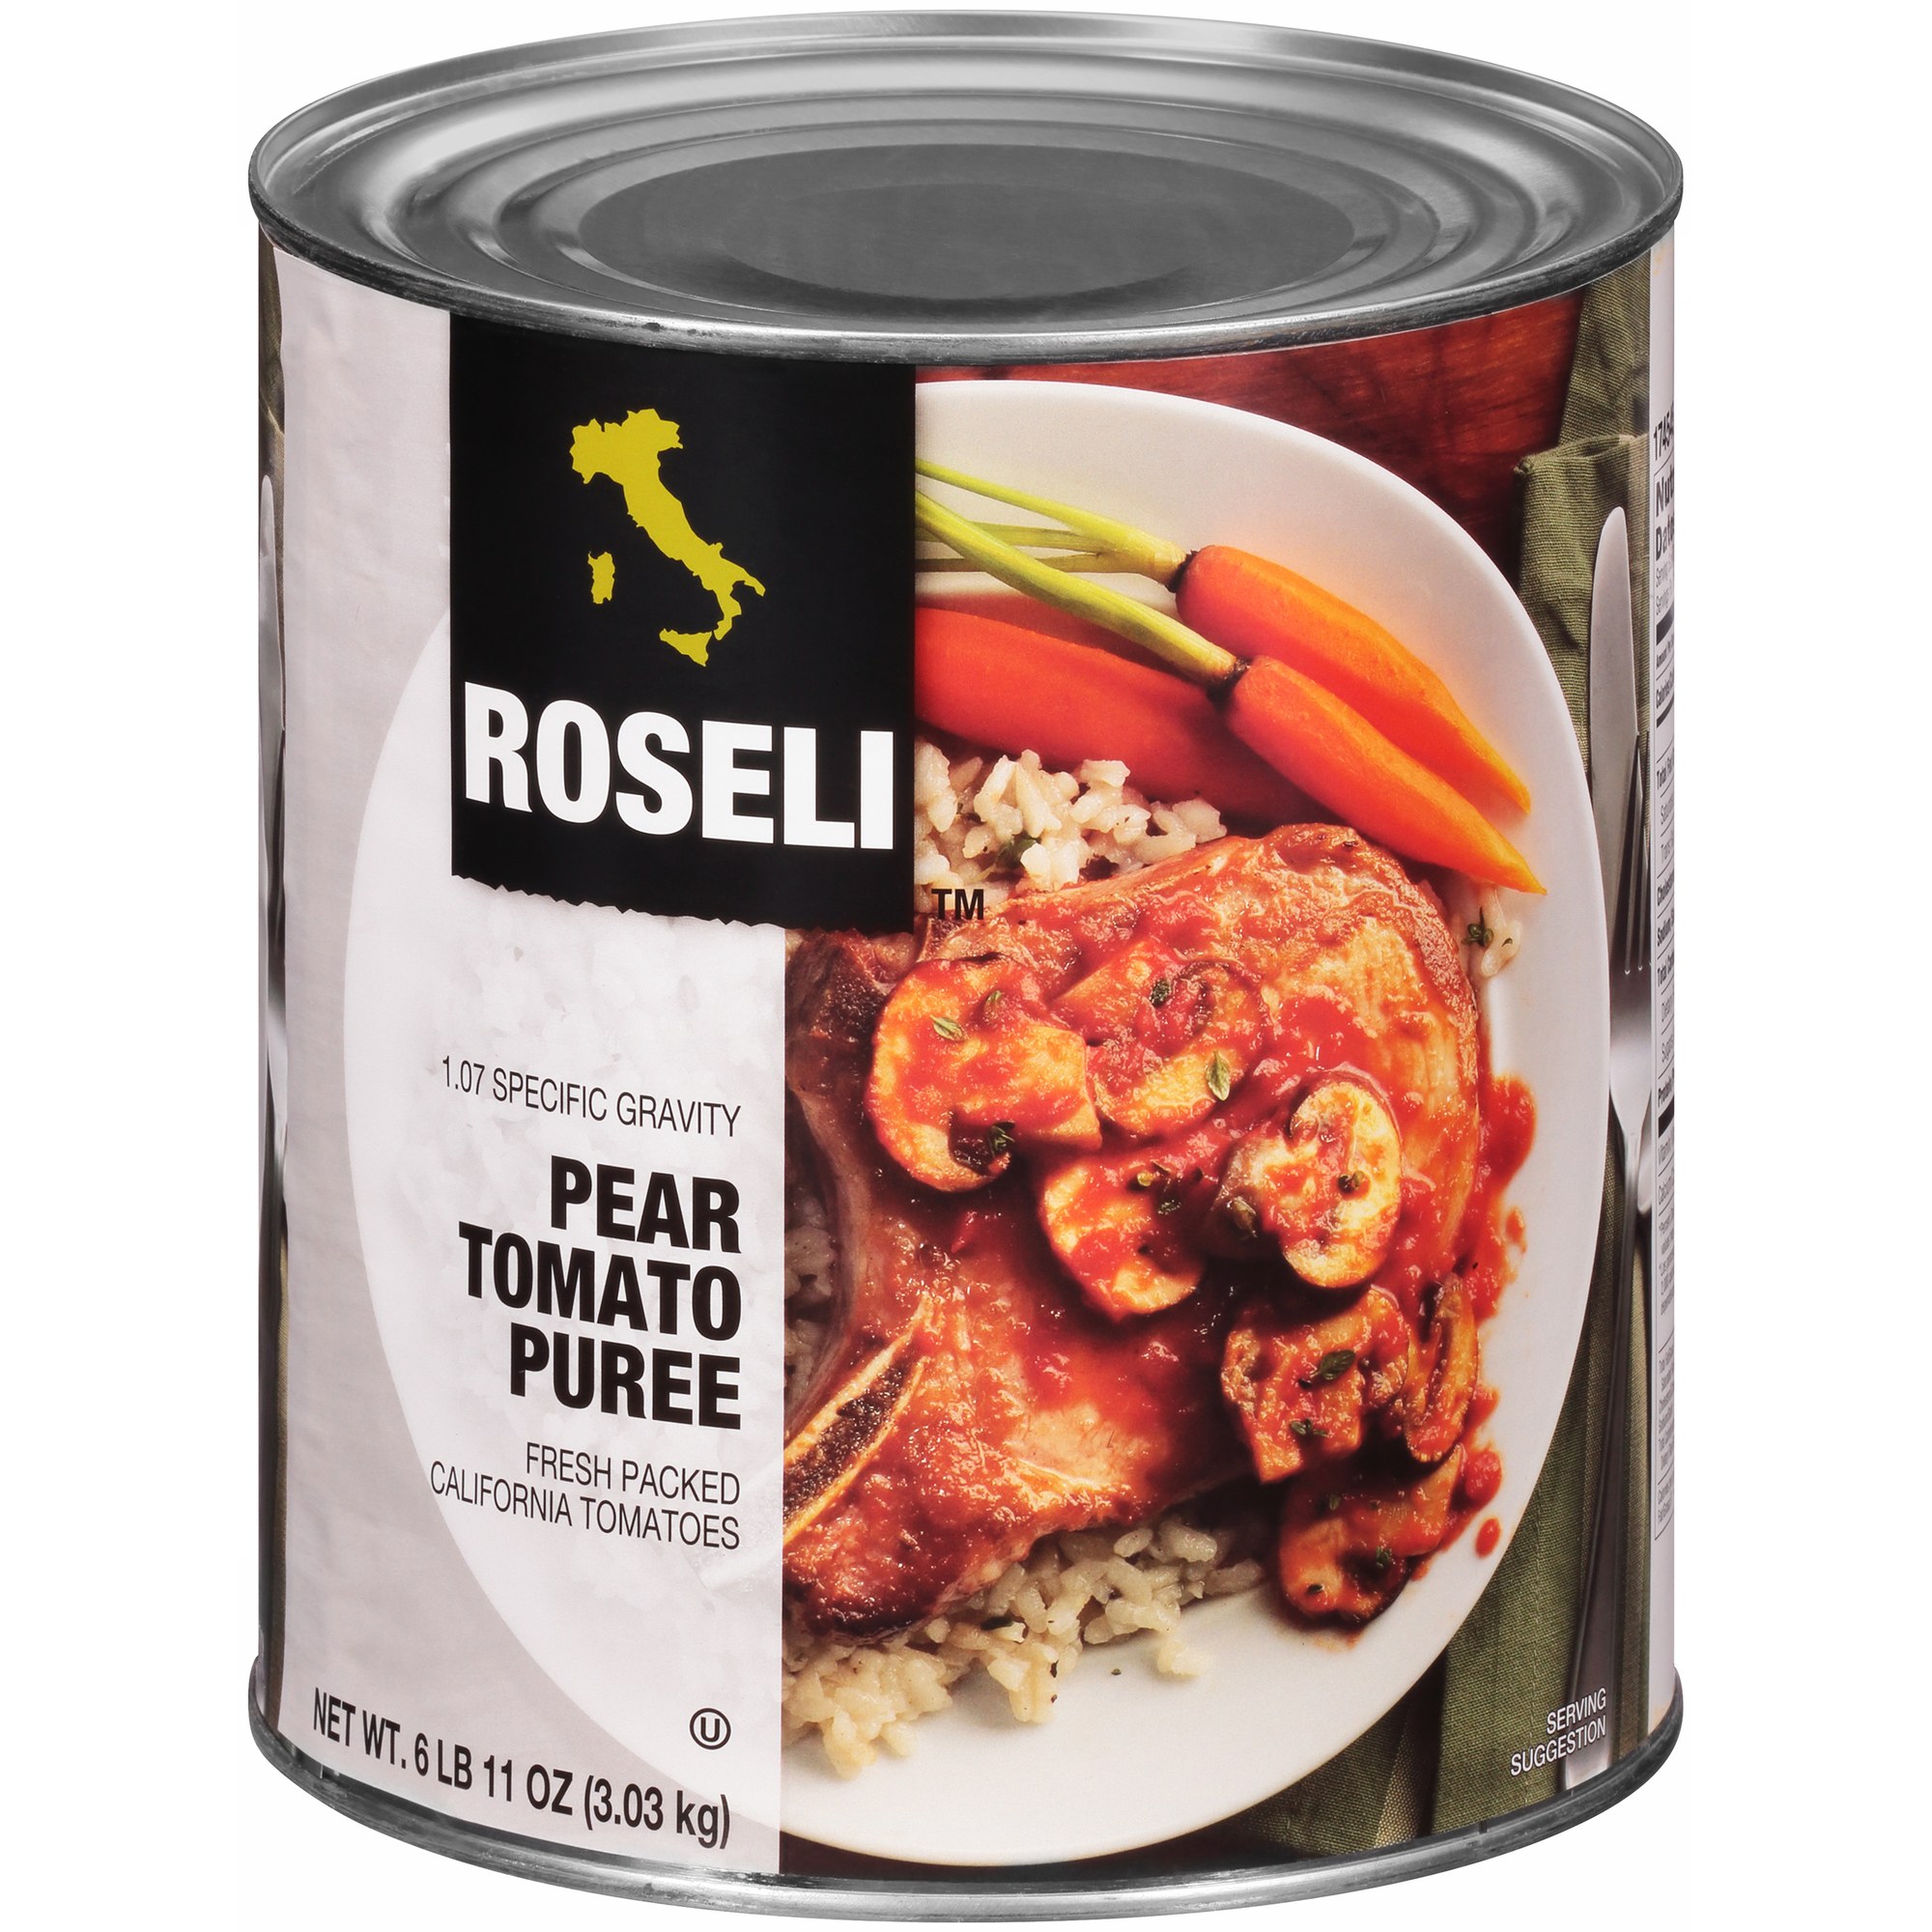 ROSELI
TM
1.07 SPECIFIC GRAVITY
PEAR
TOMATO
PUREE
FRESH PACKED
CALIFORNIA TOMATOES
U
NET WT. 6 LB 11 OZ (3.03 kg)
SERVING
SUGGESTION